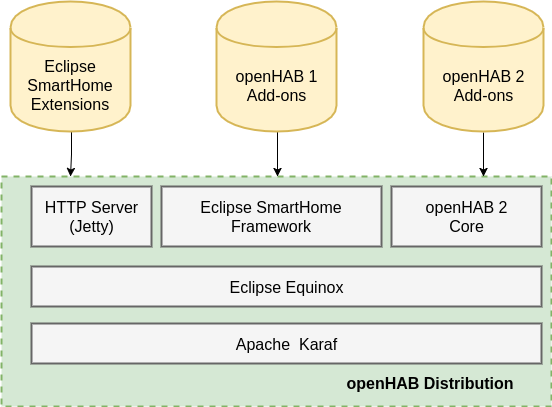 Eclipse
SmartHome
Extensions
openHAB 1
Add-ons
openHAB 2
Add-ons
HTTP Server
(Jetty)
Eclipse SmartHome
Framework
openHAB 2
Core
Eclipse Equinox
Apache Karaf
openHAB Distribution